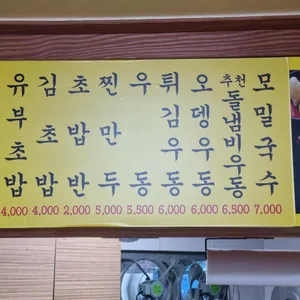 유부초밥
4,000
김초밥
4,000
초밥반
2,000
찐만두
5,000
우동
5,500
튀김우동
6,000
오뎅우동
6,000
추천
돌냄비우동
6,500
모밀국수
7,000